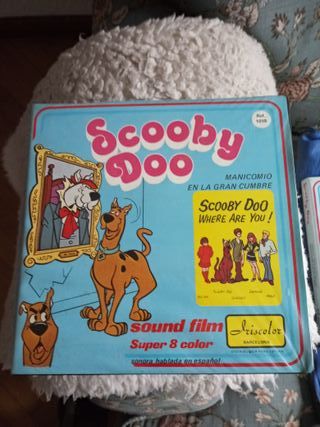 Ref.
1018
Scooby
Doo
MANICOMIO
EN LA GRAN CUMBRE
SCOOBY DOO
WHERE ARE YOU!
sound film
Super 8 color
Iriscolor
BARCELONA
sonora hablada en español